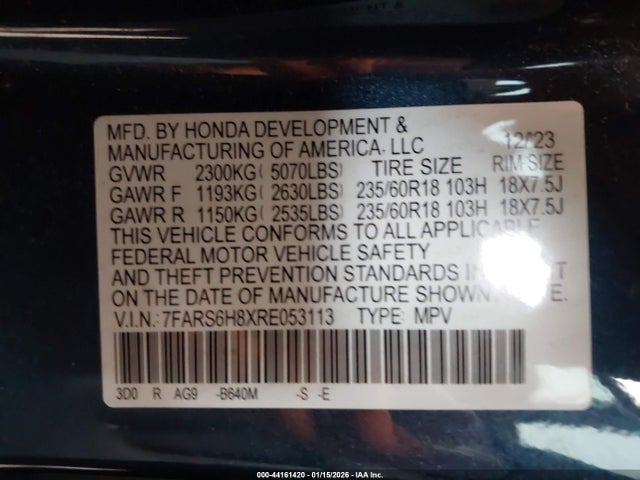 MFD. BY HONDA DEVELOPMENT &
MANUFACTURING OF AMERICA, LLC 12/23
GVWR 2300KG( 5070LBS) TIRE SIZE RIM SIZE
GAWR F 1193KG( 2630LBS) 235/60R18 103H 18X7.5J
GAWR R 1150KG( 2535LBS) 235/60R18 103H 18X7.5J
THIS VEHICLE CONFORMS TO ALL APPLICABLE
FEDERAL MOTOR VEHICLE SAFETY
AND THEFT PREVENTION STANDARDS IN
ON THE DATE OF MANUFACTURE SHOWN
V.I.N.:7FARS6H8XRE053113 TYPE: MPV
3D0 R AG9 -B640M -S -E
000-44161420 - 01/15/2026 - IAA Inc.